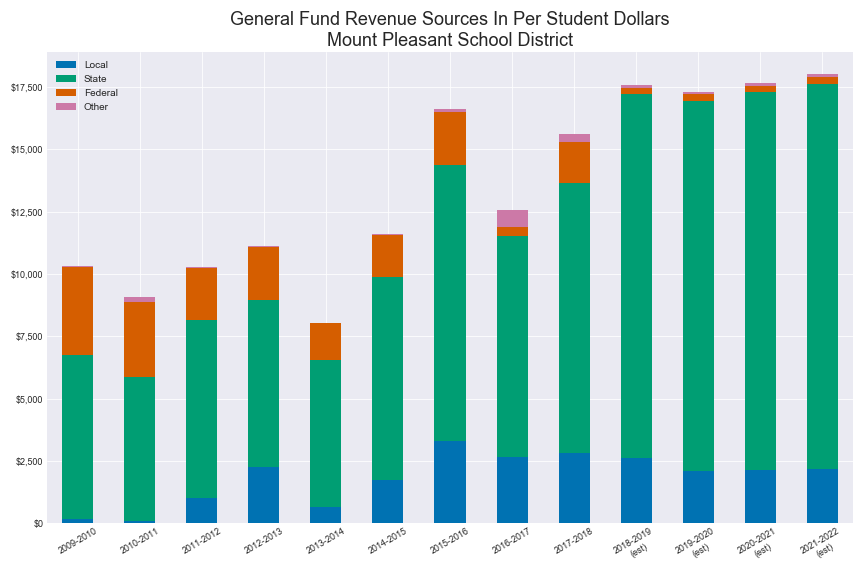 General Fund Revenue Sources In Per Student Dollars
Mount Pleasant School District
Local
State
Federal
Other
$17,500
$15,000
$12,500
$10,000
$7,500
$5,000
$2,500
$0
2009-2010
2010-2011
2011-2012
2012-2013
2013-2014
2014-2015
2015-2016
2016-2017
2017-2018
2018-2019
(est)
2019-2020
(est)
2020-2021
(est)
2021-2022
(est)